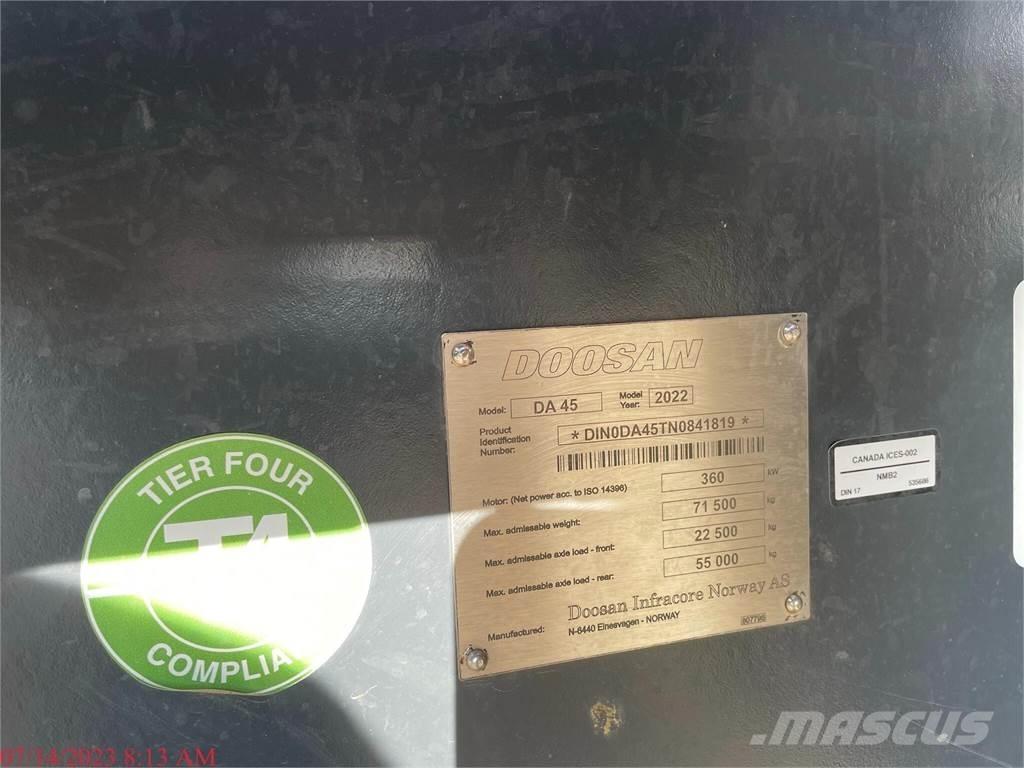 DOOSAN
Model: DA 45 Model Year: 2022
Product Identification Number: * DIN0DA45TN0841819 *
Motor: (Net power acc. to ISO 14396) 360 kW
Max. admissable weight: 71 500 kg
Max. admissable axle load - front: 22 500 kg
Max. admissable axle load - rear: 55 000 kg
Manufactured: Doosan Infracore Norway AS
N-6440 Elnesvagen - NORWAY
807796
TIER FOUR
T4
COMPLIA
CANADA ICES-002
NMB2
DIN 17 535686
MASCUS
07/14/2023 8:13 AM